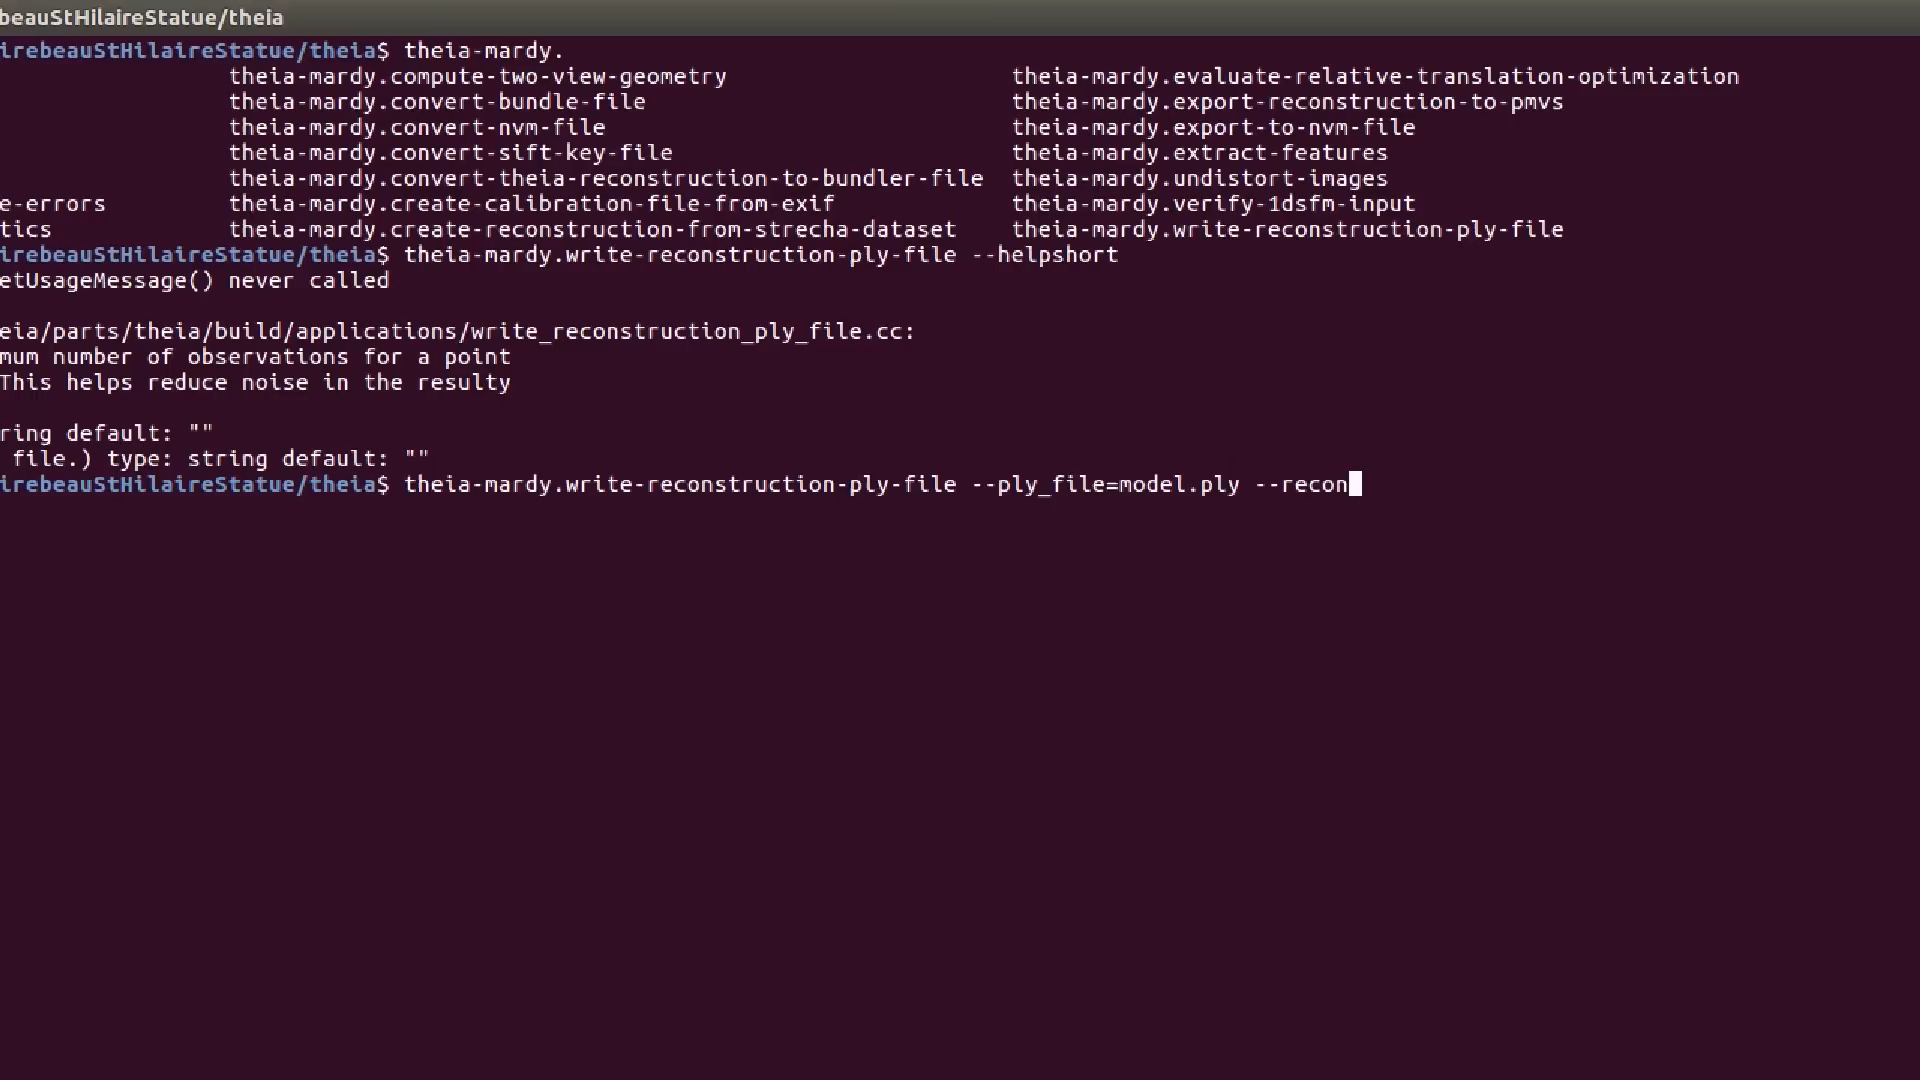 beauStHilaireStatue/theia
irebeauStHilaireStatue/theia$ theia-mardy.
theia-mardy.compute-two-view-geometry theia-mardy.evaluate-relative-translation-optimization
theia-mardy.convert-bundle-file theia-mardy.export-reconstruction-to-pmvs
theia-mardy.convert-nvm-file theia-mardy.export-to-nvm-file
theia-mardy.convert-sift-key-file theia-mardy.extract-features
theia-mardy.convert-theia-reconstruction-to-bundler-file theia-mardy.undistort-images
e-errors theia-mardy.create-calibration-file-from-exif theia-mardy.verify-1dsfm-input
tics theia-mardy.create-reconstruction-from-strecha-dataset theia-mardy.write-reconstruction-ply-file
irebeauStHilaireStatue/theia$ theia-mardy.write-reconstruction-ply-file --helpshort
etUsageMessage() never called
eia/parts/theia/build/applications/write_reconstruction_ply_file.cc:
mum number of observations for a point
This helps reduce noise in the resulty
ring default: ""
file.) type: string default: ""
irebeauStHilaireStatue/theia$ theia-mardy.write-reconstruction-ply-file --ply_file=model.ply --recon